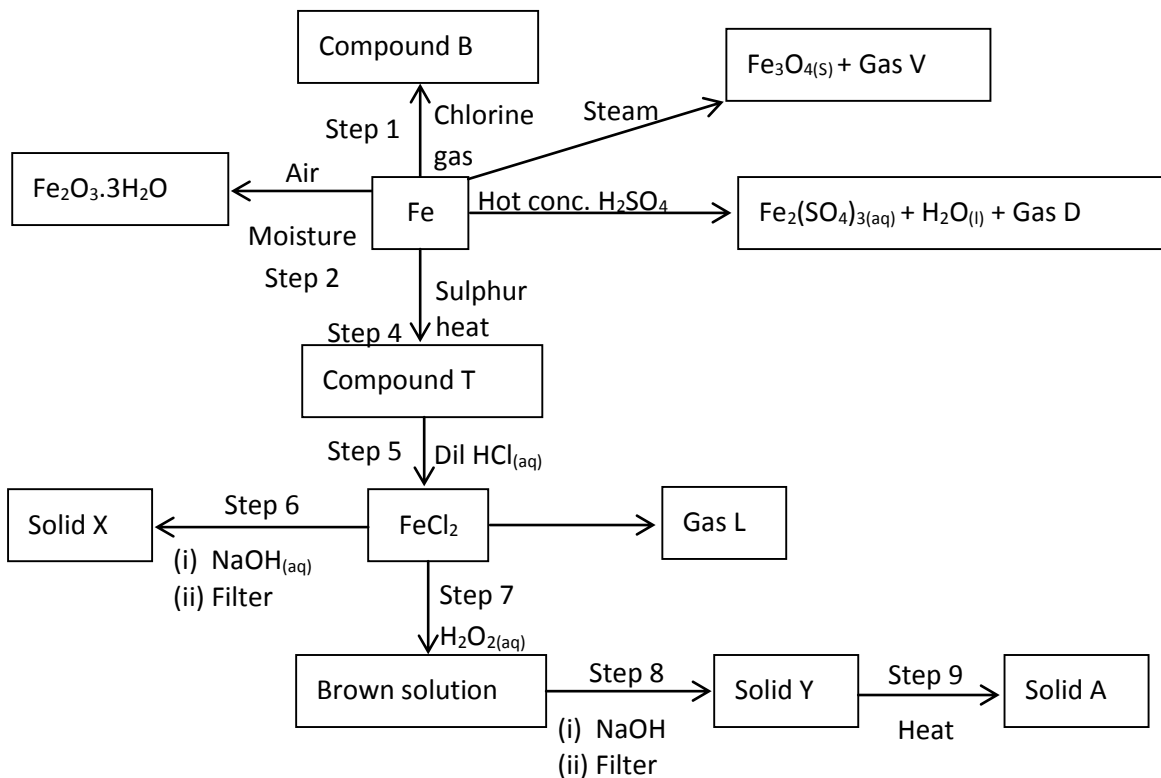 Compound B
Fe₃O₄₍S₎ + Gas V
Step 1
Chlorine
gas
Steam
Fe₂O₃.3H₂O
Air
Moisture
Step 2
Fe
Hot conc. H₂SO₄
Fe₂(SO₄)₃(aq) + H₂O(l) + Gas D
Sulphur
heat
Step 4
Compound T
Step 5
Dil HCl(aq)
Solid X
Step 6
(i) NaOH(aq)
(ii) Filter
FeCl₂
Gas L
Step 7
H₂O₂(aq)
Brown solution
Step 8
(i) NaOH
(ii) Filter
Solid Y
Step 9
Heat
Solid A